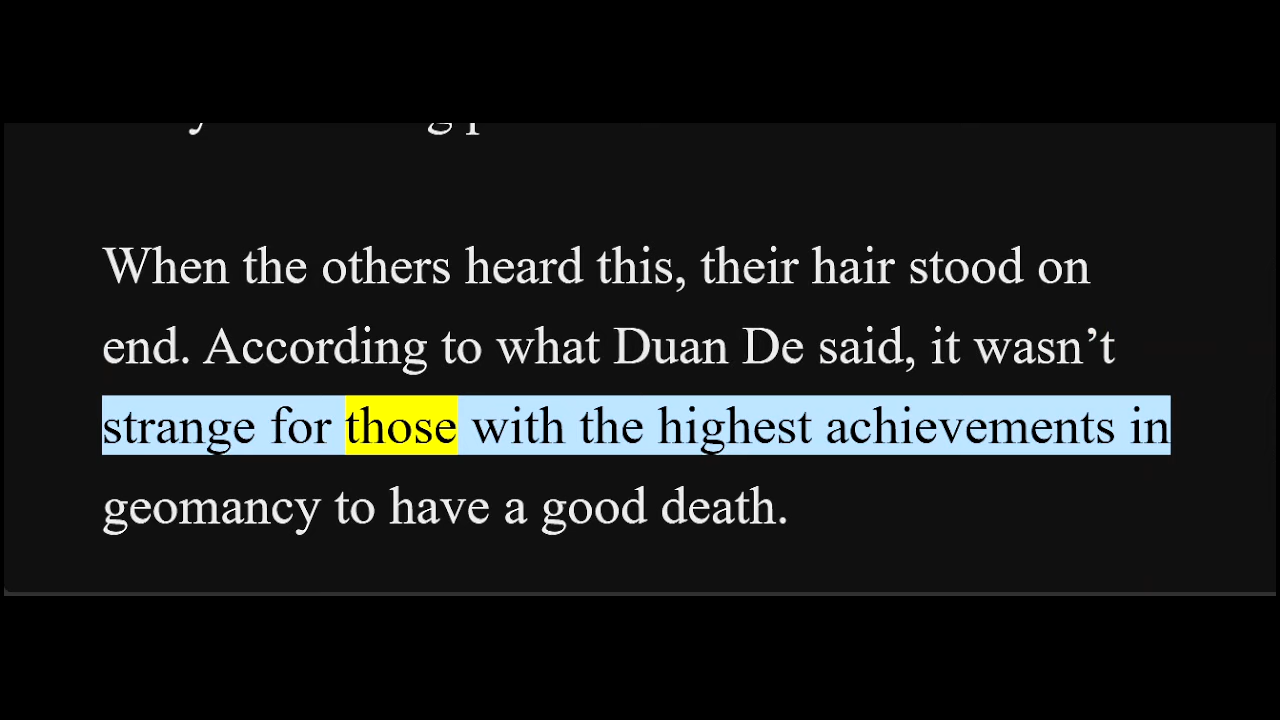 When the others heard this, their hair stood on
end. According to what Duan De said, it wasn’t
strange for those with the highest achievements in
geomancy to have a good death.